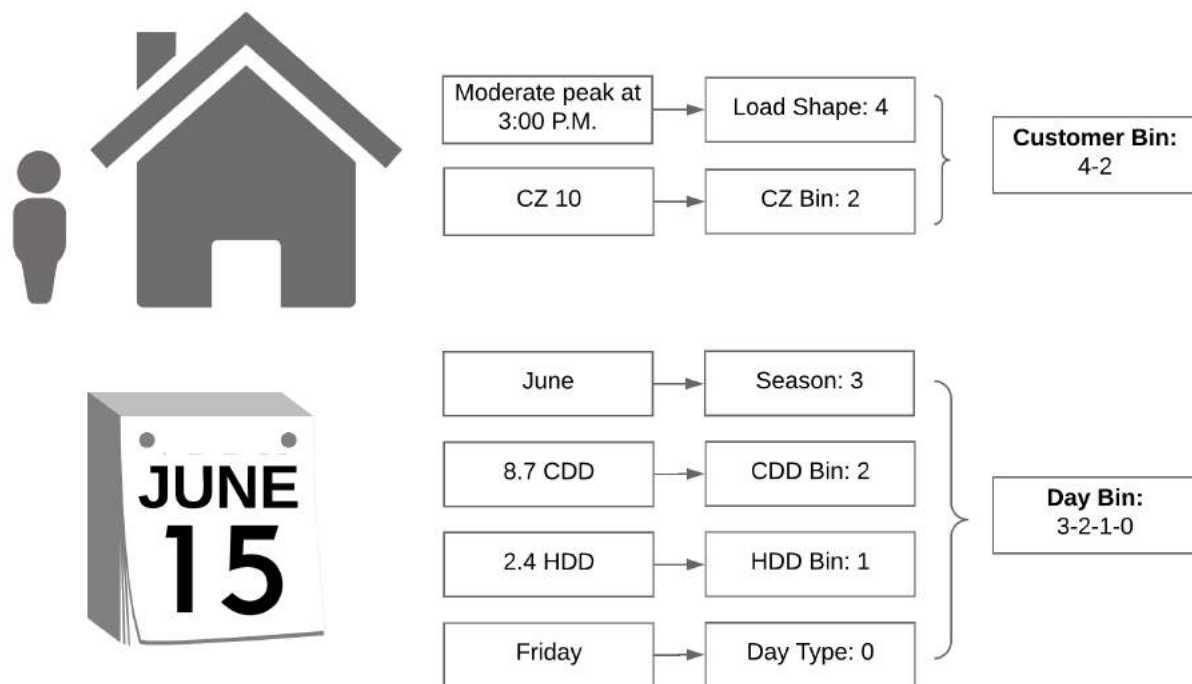 Moderate peak at
3:00 P.M.
Load Shape: 4
Customer Bin:
4-2
CZ 10
CZ Bin: 2
June
Season: 3
8.7 CDD
CDD Bin: 2
JUNE
15
Day Bin:
3-2-1-0
2.4 HDD
HDD Bin: 1
Friday
Day Type: 0